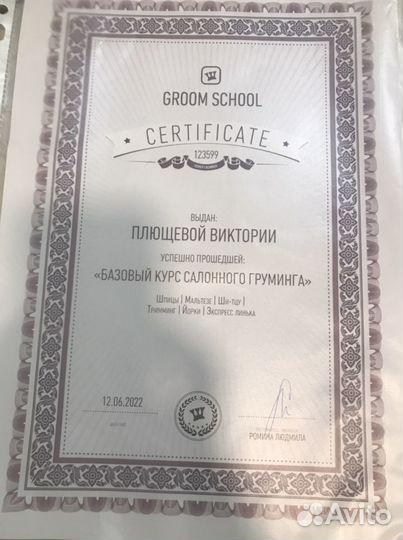 GROOM SCHOOL
CERTIFICATE
123599
ВЫДАН:
ПЛЮЩЕВОЙ ВИКТОРИИ
УСПЕШНО ПРОШЕДШЕЙ:
«БАЗОВЫЙ КУРС САЛОННОГО ГРУМИНГА»
ШПИЦЫ | МАЛЬТЕЗЕ | ШИ-ТЦУ |
ТРИММИНГ | ЙОРКИ | ЭКСПРЕСС ЛИНЬКА
12.06.2022
РОМИНА ЛЮДМИЛА
Avito